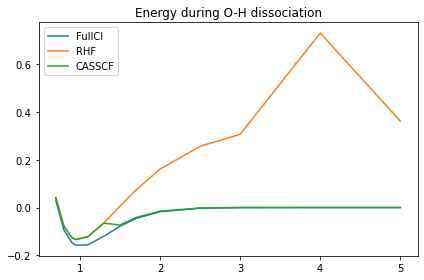 Energy during O-H dissociation
FullCI
RHF
CASSCF
0.6
0.4
0.2
0.0
−0.2
1
2
3
4
5